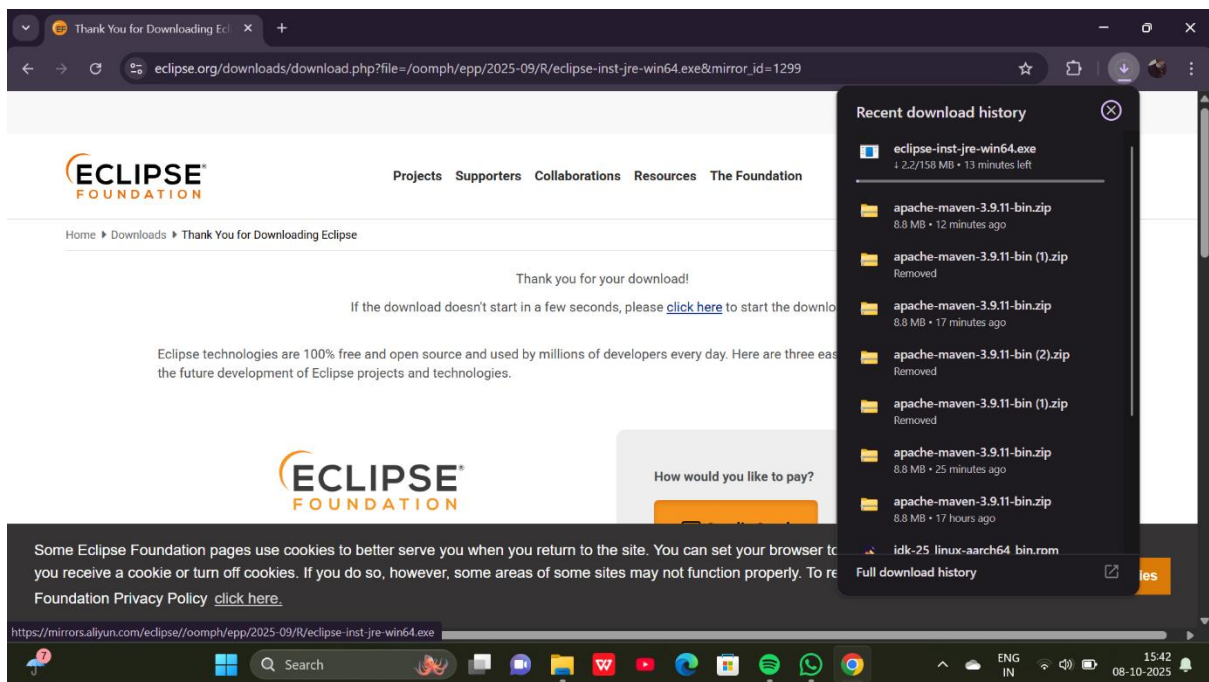 Thank You for Downloading Ecl
eclipse.org/downloads/download.php?file=/oomph/epp/2025-09/R/eclipse-inst-jre-win64.exe&mirror_id=1299
ECLIPSE®
FOUNDATION
Projects Supporters Collaborations Resources The Foundation
Home Downloads Thank You for Downloading Eclipse
Thank you for your download!
If the download doesn't start in a few seconds, please click here to start the downlo
Eclipse technologies are 100% free and open source and used by millions of developers every day. Here are three eas
the future development of Eclipse projects and technologies.
ECLIPSE®
FOUNDATION
How would you like to pay?
Recent download history
eclipse-inst-jre-win64.exe
↓ 2.2/158 MB • 13 minutes left
apache-maven-3.9.11-bin.zip
8.8 MB • 12 minutes ago
apache-maven-3.9.11-bin (1).zip
Removed
apache-maven-3.9.11-bin.zip
8.8 MB • 17 minutes ago
apache-maven-3.9.11-bin (2).zip
Removed
apache-maven-3.9.11-bin (1).zip
Removed
apache-maven-3.9.11-bin.zip
8.8 MB • 25 minutes ago
apache-maven-3.9.11-bin.zip
8.8 MB • 17 hours ago
jdk-25_linux-aarch64_bin.rpm
Full download history
Some Eclipse Foundation pages use cookies to better serve you when you return to the site. You can set your browser to
you receive a cookie or turn off cookies. If you do so, however, some areas of some sites may not function properly. To re
Foundation Privacy Policy click here.
ies
https://mirrors.aliyun.com/eclipse//oomph/epp/2025-09/R/eclipse-inst-jre-win64.exe
7
Search
W
ENG
IN
15:42
08-10-2025